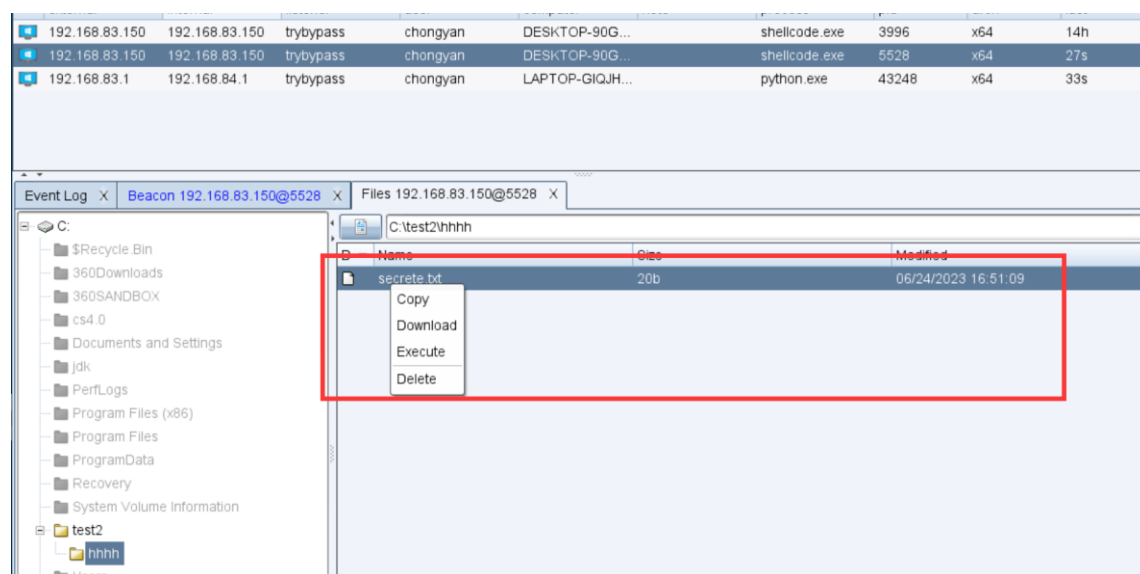 192.168.83.150 192.168.83.150 trybypass chongyan DESKTOP-90G... shellcode.exe 3996 x64 14h
192.168.83.150 192.168.83.150 trybypass chongyan DESKTOP-90G... shellcode.exe 5528 x64 27s
192.168.83.1 192.168.84.1 trybypass chongyan LAPTOP-GIQJH... python.exe 43248 x64 33s
Event Log X Beacon 192.168.83.150@5528 X Files 192.168.83.150@5528 X
C:
C:\test2\hhhh
$Recycle.Bin
D Name Size Modified
360Downloads
secrete.txt 20b 06/24/2023 16:51:09
360SANDBOX
Copy
cs4.0
Download
Documents and Settings
Execute
jdk
Delete
PerfLogs
Program Files (x86)
Program Files
ProgramData
Recovery
System Volume Information
test2
hhhh